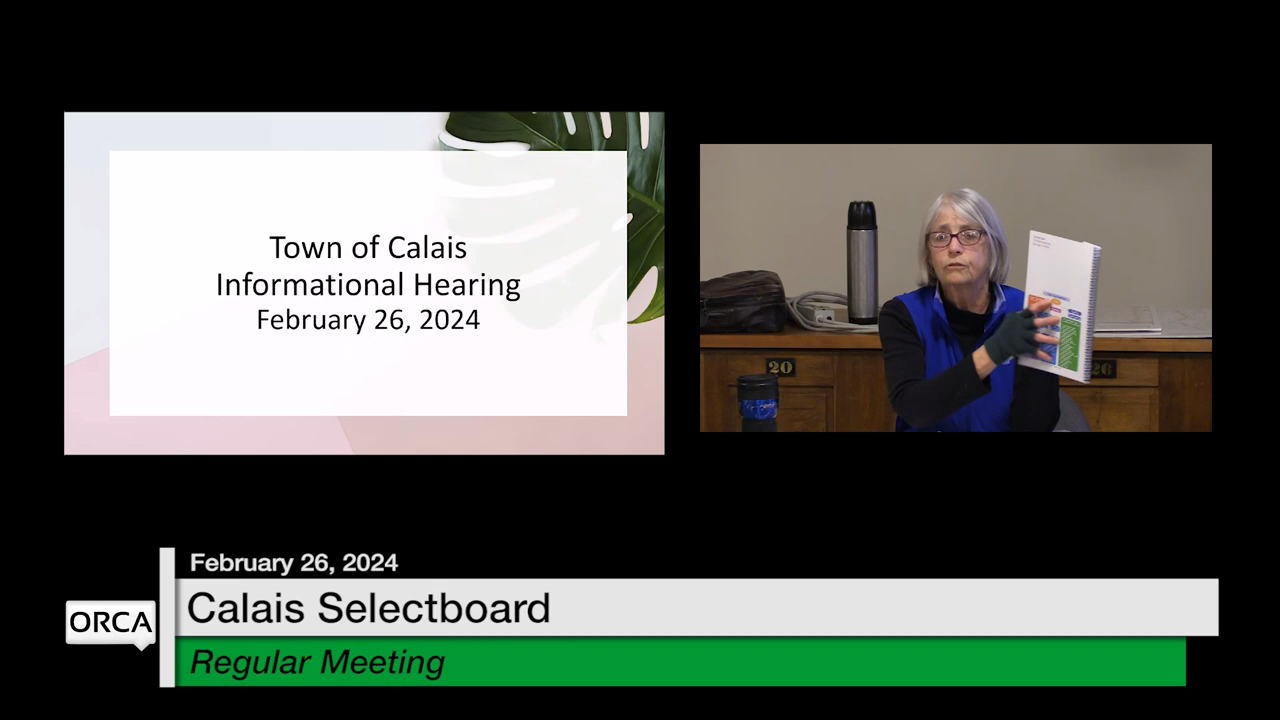 Town of Calais
Informational Hearing
February 26, 2024
20
26
February 26, 2024
Calais Selectboard
ORCA
Regular Meeting